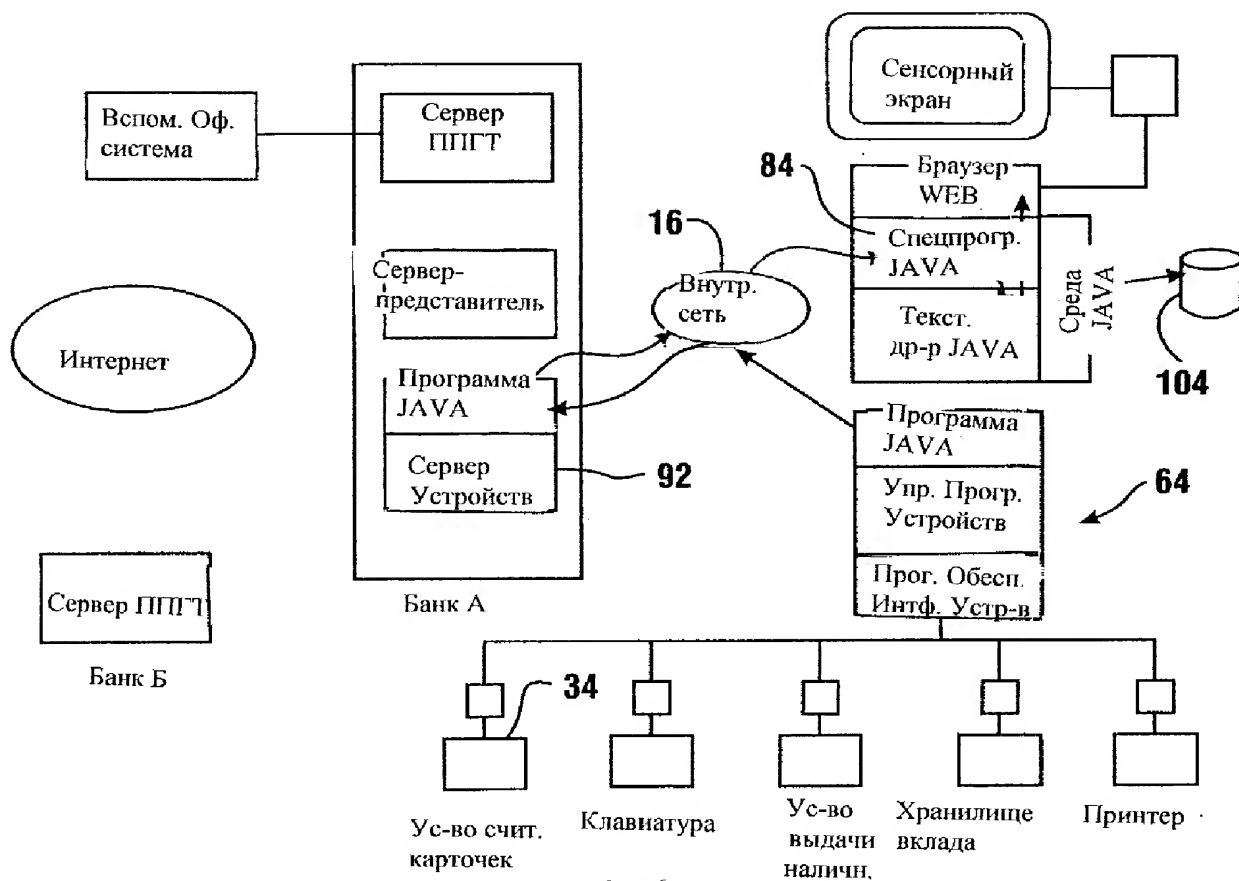 Вспом. Оф.
система
Сервер
ППГТ
Интернет
Сервер-
представитель
Программа
JAVA
Сервер
Устройств
92
Банк А
Сервер ППГТ
Банк Б
16
Внутр.
сеть
Сенсорный
экран
84
Браузер
WEB
Спецпрогр.
JAVA
Текст.
др-р JAVA
Среда
JAVA
104
Программа
JAVA
Упр. Прогр.
Устройств
Прог. Обесп.
Интф. Устр-в
64
34
Ус-во счит.
карточек
Клавиатура
Ус-во
выдачи
наличн,
Хранилище
вклада
Принтер